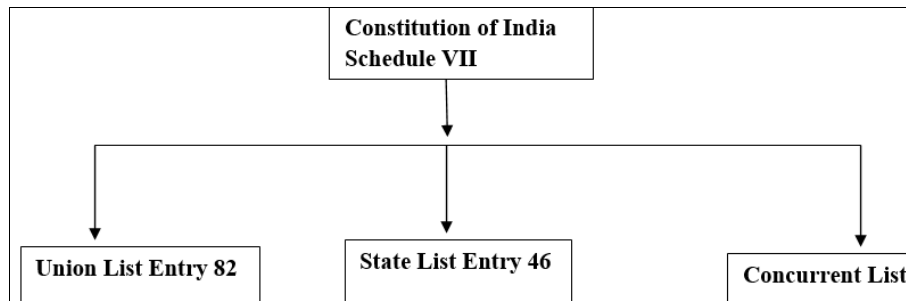 Constitution of India
Schedule VII
Union List Entry 82
State List Entry 46
Concurrent List